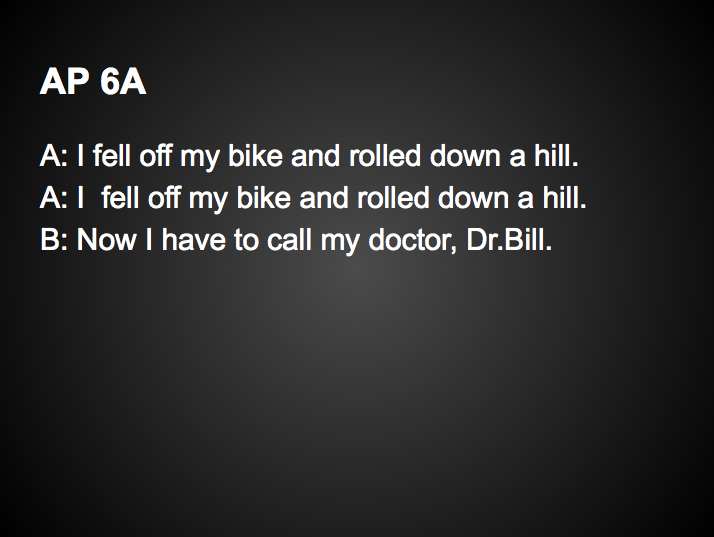 AP 6A
A: I fell off my bike and rolled down a hill.
A: I  fell off my bike and rolled down a hill.
B: Now I have to call my doctor, Dr.Bill.